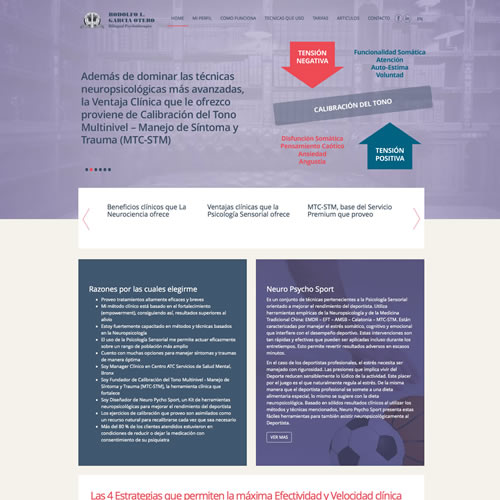 RODOLFO L.
GARCIA OTERO
Bilingual Psychotherapist
HOME
MI PERFIL
COMO FUNCIONA
TECNICAS QUE USO
TARIFAS
ARTICULOS
CONTACTO
EN
Además de dominar las técnicas
neuropsicológicas más avanzadas,
la Ventaja Clínica que le ofrezco
proviene de Calibración del Tono
Multinivel – Manejo de Síntoma y
Trauma (MTC-STM)
TENSIÓN
NEGATIVA
Funcionalidad Somática
Atención
Auto-Estima
Voluntad
CALIBRACIÓN DEL TONO
Disfunción Somática
Pensamiento Caótico
Ansiedad
Angustia
TENSIÓN
POSITIVA
Beneficios clínicos que La
Neurociencia ofrece
Ventajas clínicas que la
Psicología Sensorial ofrece
MTC-STM, base del Servicio
Premium que proveo
Razones por las cuales elegirme
Proveo tratamientos altamente eficaces y breves
Mi método clínico está basado en el fortalecimiento
(empowerment), consiguiendo así, resultados superiores al
alivio
Estoy fuertemente capacitado en métodos y técnicas basados
en la Neuropsicología
El uso de la Psicología Sensorial me permite actuar eficazmente
sobre un rango de población más amplio
Cuento con muchas opciones para manejar síntomas y traumas
de manera óptima
Soy Manager Clínico en Centro ATC Servicios de Salud Mental,
Bronx
Soy Fundador de Calibración del Tono Multinivel - Manejo de
Síntoma y Trauma (MTC-STM), la herramienta clínica que
fortalece
Soy Diseñador de Neuro Pycho Sport, un Kit de herramientas
neuropsicológicas para mejorar el rendimiento del deportista
Los ejercicios de calibración que proveo son asimilados como
un recurso natural para recalibrarse cada vez que sea necesario
Más del 80 % de los clientes atendidos estuvieron en
condiciones de reducir o dejar la medicación con
consentimiento de su psiquiatra
Neuro Psycho Sport
Es un conjunto de técnicas pertenecientes a la Psicología Sensorial
orientado a mejorar el rendimiento del deportista. Utiliza
herramientas empíricas de la Neuropsicología y de la Medicina
Tradicional China: EMDR – EFT – AMSB – Calatonia – MTC-STM. Están
caracterizadas por manejar el estrés somático, cognitivo y emocional
que interfiere con el desempeño deportivo. Estas intervenciones son
tan rápidas y efectivas que pueden ser aplicadas incluso durante los
entretiempos. Esto permite revertir resultados adversos en escasos
minutos.
En el caso de los deportistas profesionales, el estrés necesita ser
manejado con rigurosidad. Las presiones que implica vivir del
Deporte reducen sensiblemente lo lúdico de la actividad. Este placer
por el juego es el que naturalmente regula al estrés. De la misma
manera que el deportista profesional se somete a una dieta
alimentaria especial, lo mismo se sugiere con la dieta
neuropsicológica. Basado en sólidos resultados clínicos al utilizar los
métodos y técnicas mencionados, Neuro Psycho Sport presenta estas
fáciles herramientas para también asistir neuropsicológicamente al
Deportista.
VER MAS
Las 4 Estrategias que permiten la máxima Efectividad y Velocidad clínica